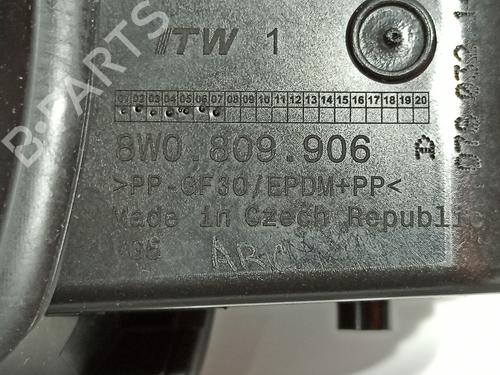 ITW 1
01 02 03 04 05 06 07 08 09 10 11 12 13 14 15 16 17 18 19 20
8W0.809.906 A
>PP-GF30/EPDM+PP<
Made in Czech Republic
B-PARTS